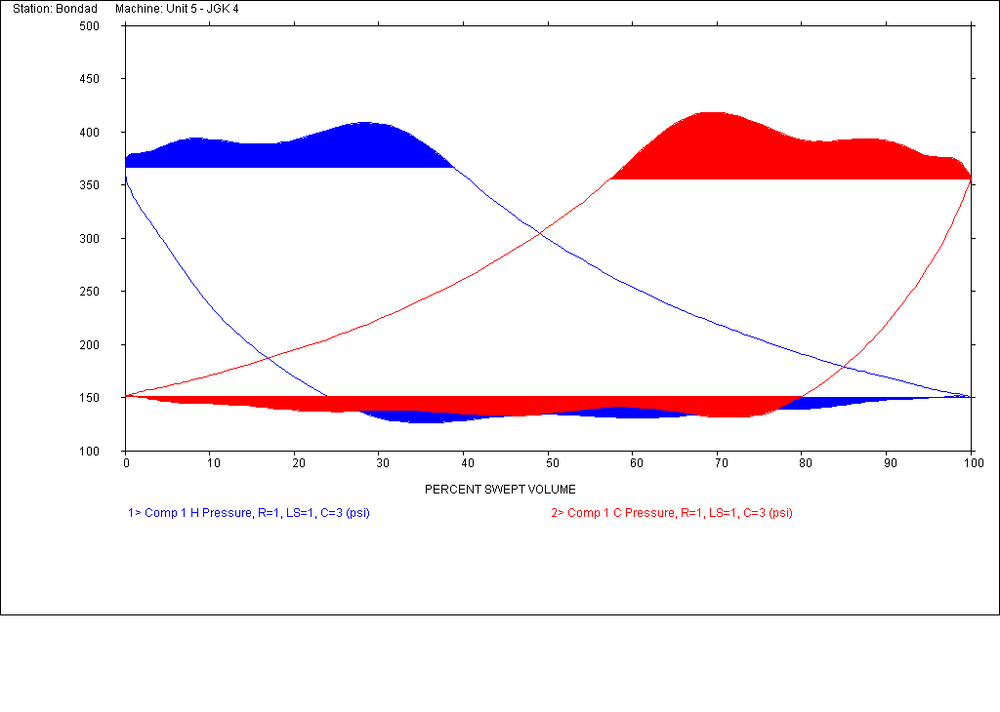 Station: Bondad Machine: Unit 5 - JGK 4
500
450
400
350
300
250
200
150
100
0 10 20 30 40 50 60 70 80 90 100
PERCENT SWEPT VOLUME
1> Comp 1 H Pressure, R=1, LS=1, C=3 (psi) 2> Comp 1 C Pressure, R=1, LS=1, C=3 (psi)